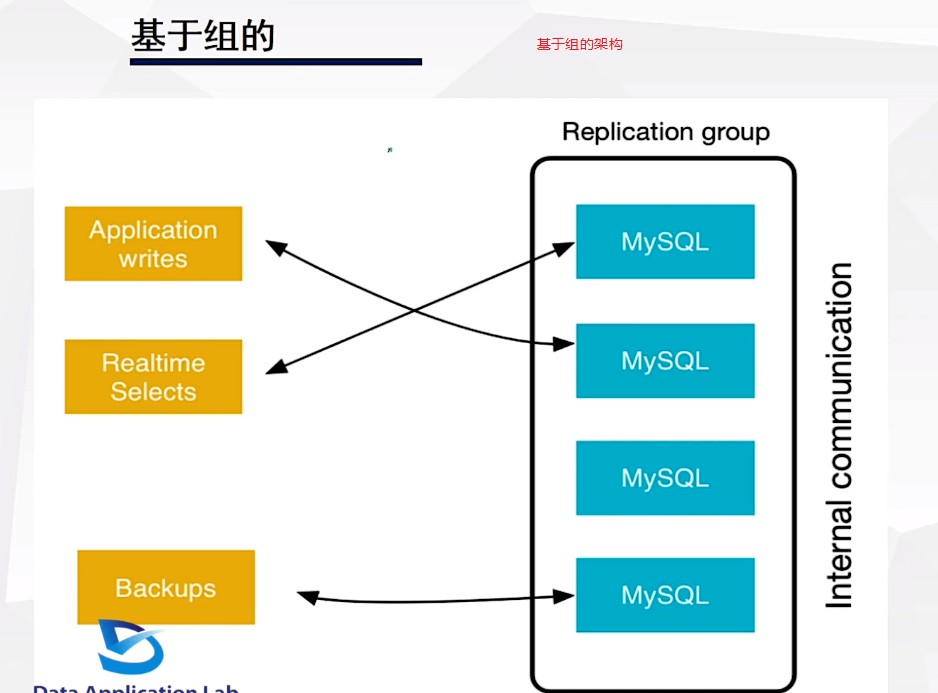 基于组的
基于组的架构
Replication group
Application
writes
MySQL
Realtime
Selects
MySQL
MySQL
Backups
MySQL
Internal communication
Data Application Lab